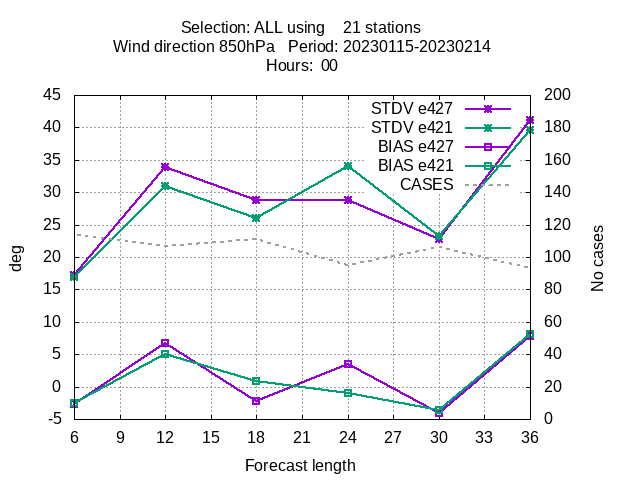 Selection: ALL using    21 stations
Wind direction 850hPa   Period: 20230115-20230214
Hours:  00
STDV e427
STDV e421
BIAS e427
BIAS e421
CASES
45
40
35
30
25
20
15
10
5
0
-5
deg
200
180
160
140
120
100
80
60
40
20
0
No cases
6 9 12 15 18 21 24 27 30 33 36
Forecast length